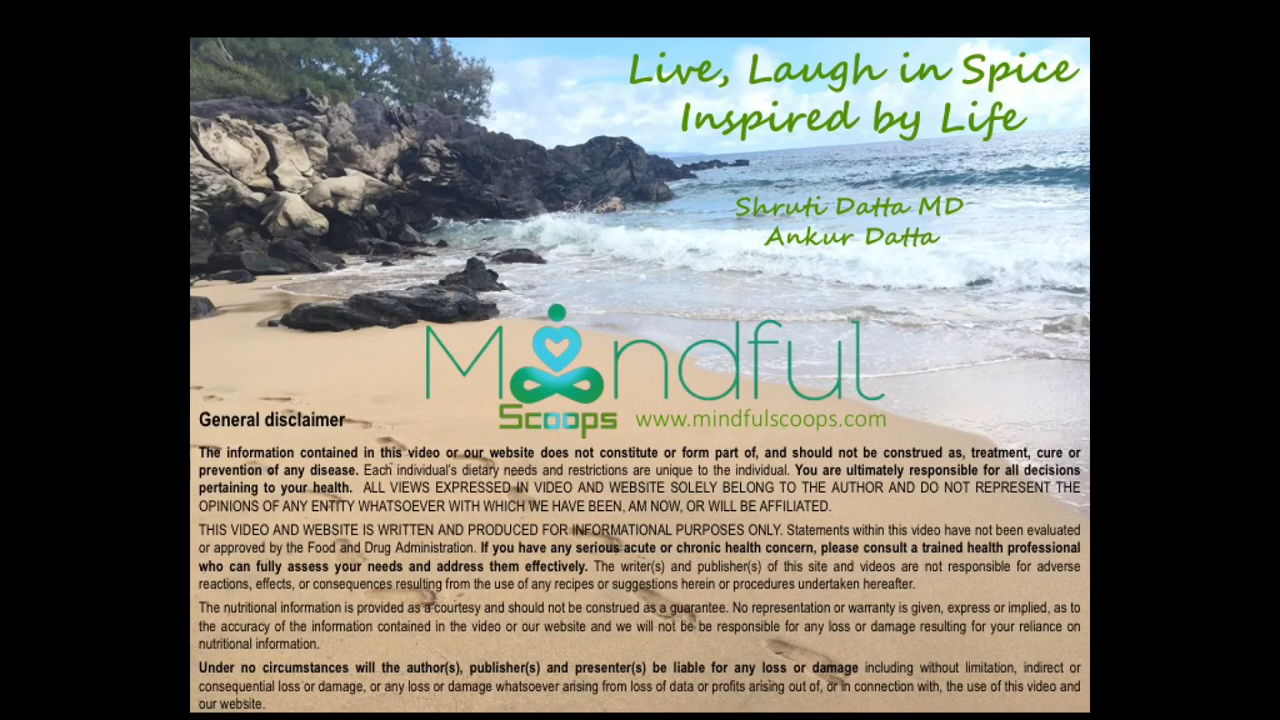 Live, Laugh in Spice
Inspired by Life
Shruti Datta MD
Ankur Datta
Mindful
Scoops www.mindfulscoops.com
General disclaimer
The information contained in this video or our website does not constitute or form part of, and should not be construed as, treatment, cure or
prevention of any disease. Each individual's dietary needs and restrictions are unique to the individual. You are ultimately responsible for all decisions
pertaining to your health. ALL VIEWS EXPRESSED IN VIDEO AND WEBSITE SOLELY BELONG TO THE AUTHOR AND DO NOT REPRESENT THE
OPINIONS OF ANY ENTITY WHATSOEVER WITH WHICH WE HAVE BEEN, AM NOW, OR WILL BE AFFILIATED.
THIS VIDEO AND WEBSITE IS WRITTEN AND PRODUCED FOR INFORMATIONAL PURPOSES ONLY. Statements within this video have not been evaluated
or approved by the Food and Drug Administration. If you have any serious acute or chronic health concern, please consult a trained health professional
who can fully assess your needs and address them effectively. The writer(s) and publisher(s) of this site and videos are not responsible for adverse
reactions, effects, or consequences resulting from the use of any recipes or suggestions herein or procedures undertaken hereafter.
The nutritional information is provided as a courtesy and should not be construed as a guarantee. No representation or warranty is given, express or implied, as to
the accuracy of the information contained in the video or our website and we will not be be responsible for any loss or damage resulting for your reliance on
nutritional information.
Under no circumstances will the author(s), publisher(s) and presenter(s) be liable for any loss or damage including without limitation, indirect or
consequential loss or damage, or any loss or damage whatsoever arising from loss of data or profits arising out of, or in connection with, the use of this video and
our website.